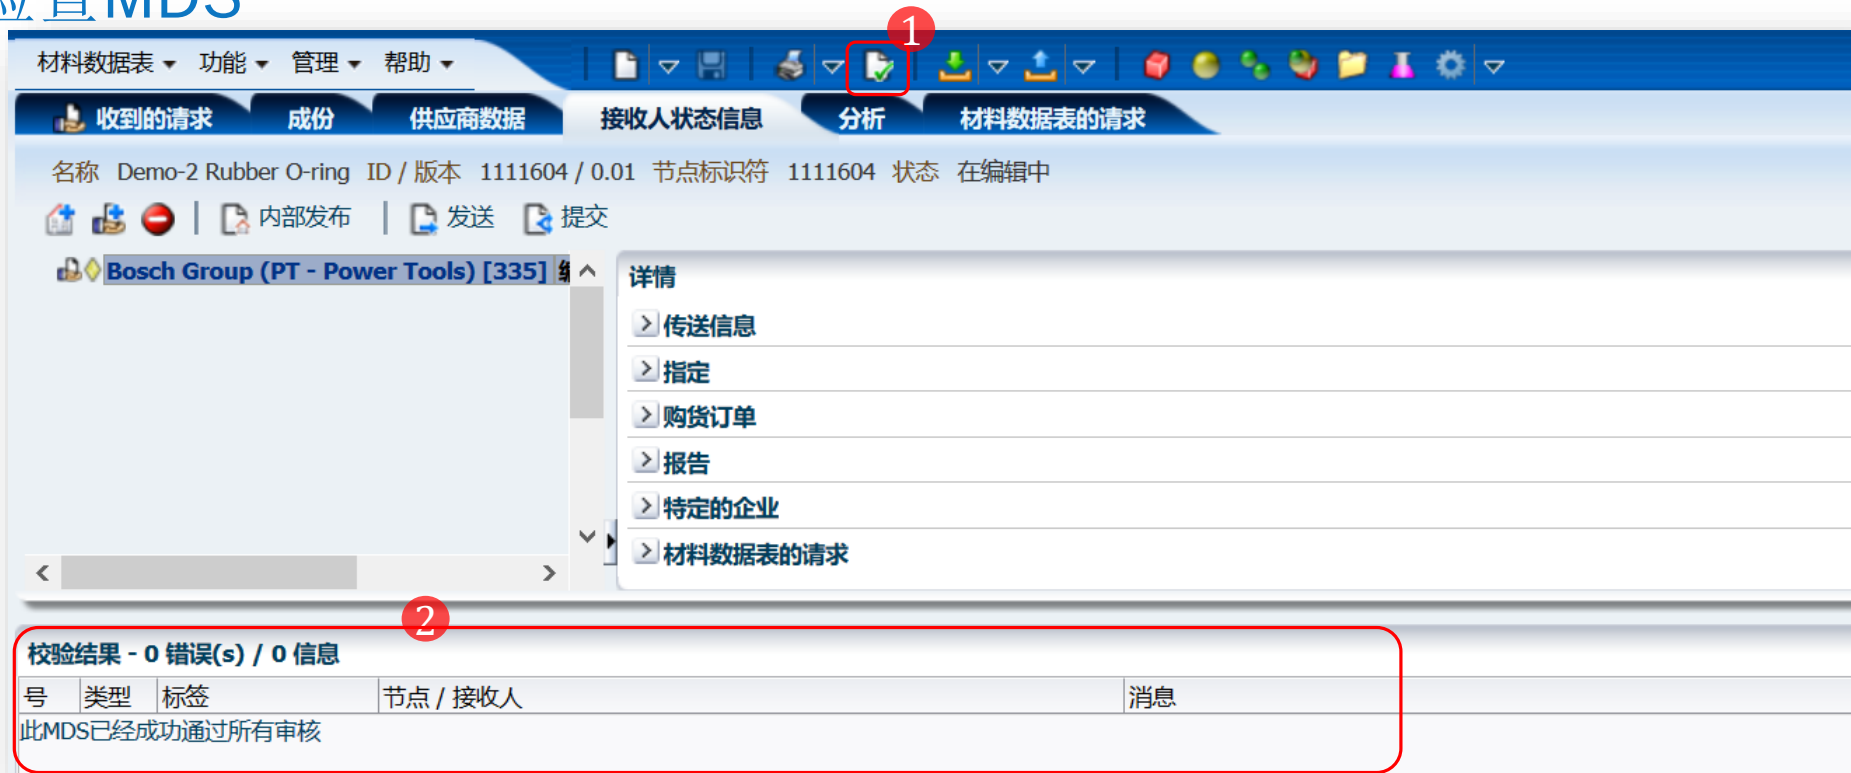 查MDS
1
材料数据表 功能 管理 帮助
收到的请求 成份 供应商数据 接收人状态信息 分析 材料数据表的请求
名称 Demo-2 Rubber O-ring ID / 版本 1111604 / 0.01 节点标识符 1111604 状态 在编辑中
内部发布 发送 提交
Bosch Group (PT - Power Tools) [335]
详情
传送信息
指定
购货订单
报告
特定的企业
材料数据表的请求
2
校验结果 - 0 错误(s) / 0 信息
号 类型 标签 节点 / 接收人 消息
此MDS已经成功通过所有审核